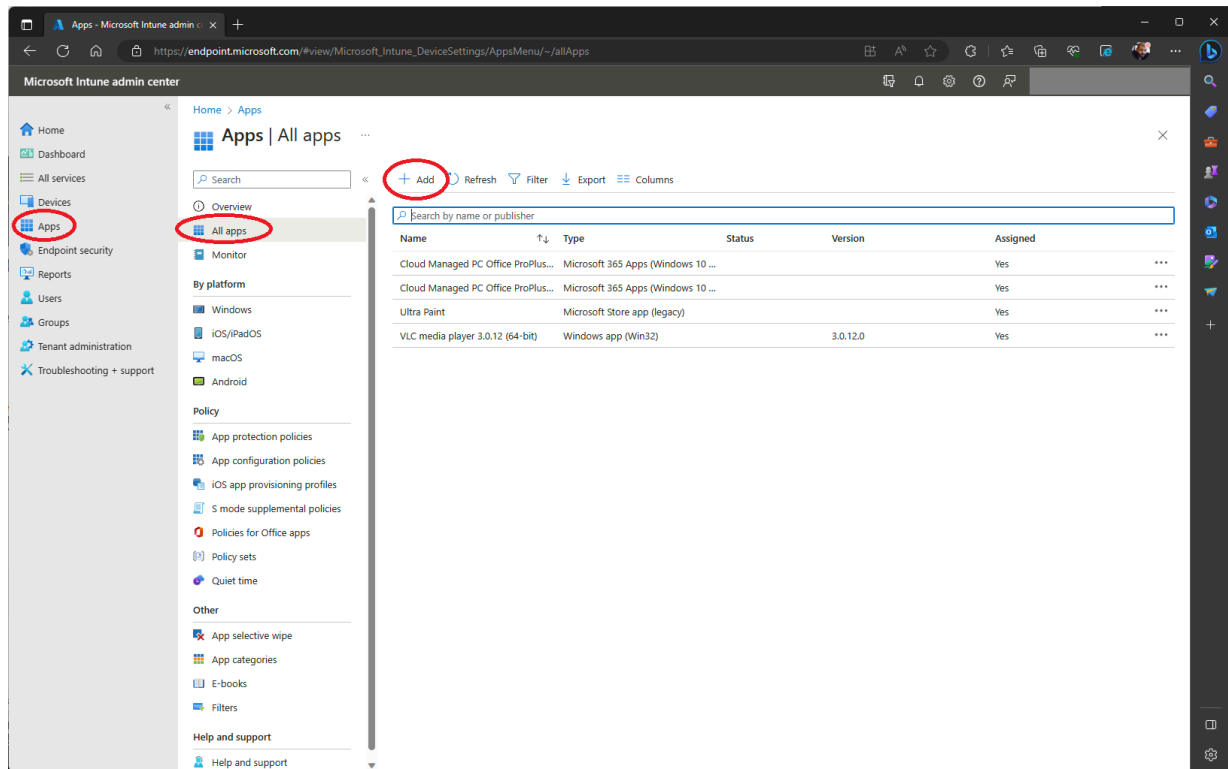 Apps - Microsoft Intune admin c
https://endpoint.microsoft.com/#view/Microsoft_Intune_DeviceSettings/AppsMenu/~/allApps
Microsoft Intune admin center
Home
Dashboard
All services
Devices
Apps
Endpoint security
Reports
Users
Groups
Tenant administration
Troubleshooting + support
Home > Apps
Apps | All apps
Search
Overview
All apps
Monitor
By platform
Windows
iOS/iPadOS
macOS
Android
Policy
App protection policies
App configuration policies
iOS app provisioning profiles
S mode supplemental policies
Policies for Office apps
Policy sets
Quiet time
Other
App selective wipe
App categories
E-books
Filters
Help and support
Help and support
Add Refresh Filter Export Columns
Search by name or publisher
Name Type Status Version Assigned
Cloud Managed PC Office ProPlus... Microsoft 365 Apps (Windows 10 ... Yes
Cloud Managed PC Office ProPlus... Microsoft 365 Apps (Windows 10 ... Yes
Ultra Paint Microsoft Store app (legacy) Yes
VLC media player 3.0.12 (64-bit) Windows app (Win32) 3.0.12.0 Yes